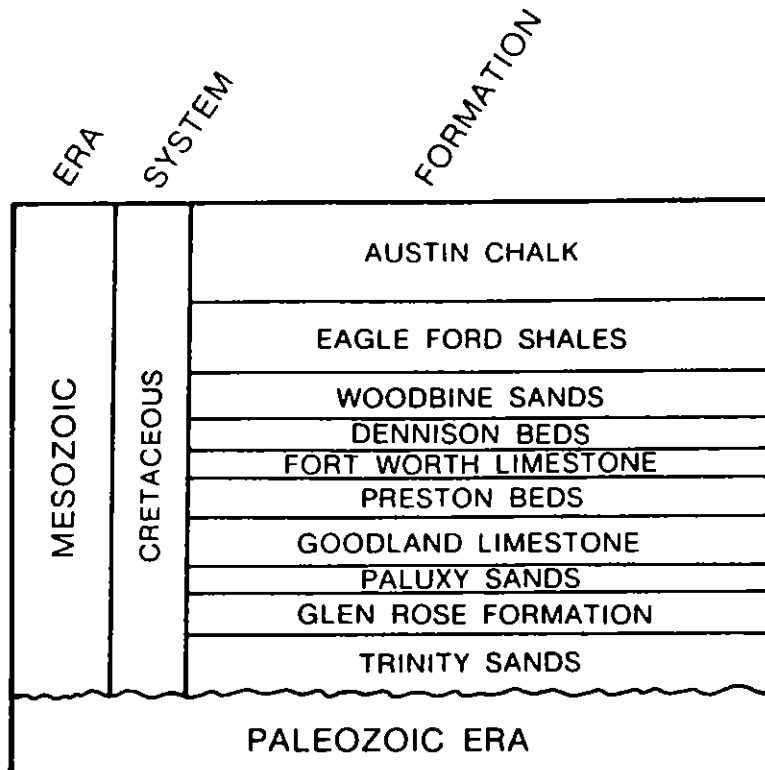 ERA
SYSTEM
FORMATION
MESOZOIC
CRETACEOUS
AUSTIN CHALK
EAGLE FORD SHALES
WOODBINE SANDS
DENNISON BEDS
FORT WORTH LIMESTONE
PRESTON BEDS
GOODLAND LIMESTONE
PALUXY SANDS
GLEN ROSE FORMATION
TRINITY SANDS
PALEOZOIC ERA